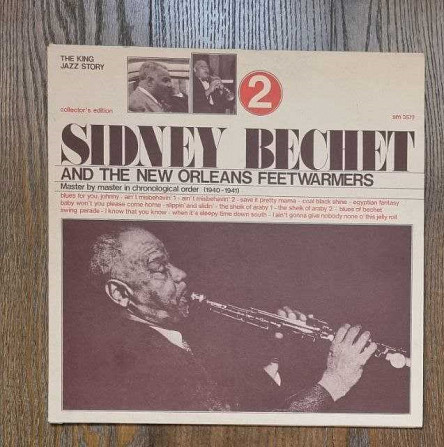 THE KING
JAZZ STORY
2
collector's edition
sm 3573
SIDNEY BECHET
AND THE NEW ORLEANS FEETWARMERS
Master by master in chronological order (1940-1941)
blues for you, johnny - ain't misbehavin' 1 - ain't misbehavin' 2 - save it pretty mama - coal black shine - egyptian fantasy
baby won't you please come home - slippin' and slidin' - the sheik of araby 1 - the sheik of araby 2 - blues of bechet
swing parade - I know that you know - when it's sleepy time down south - I ain't gonna give nobody none o' this jelly roll